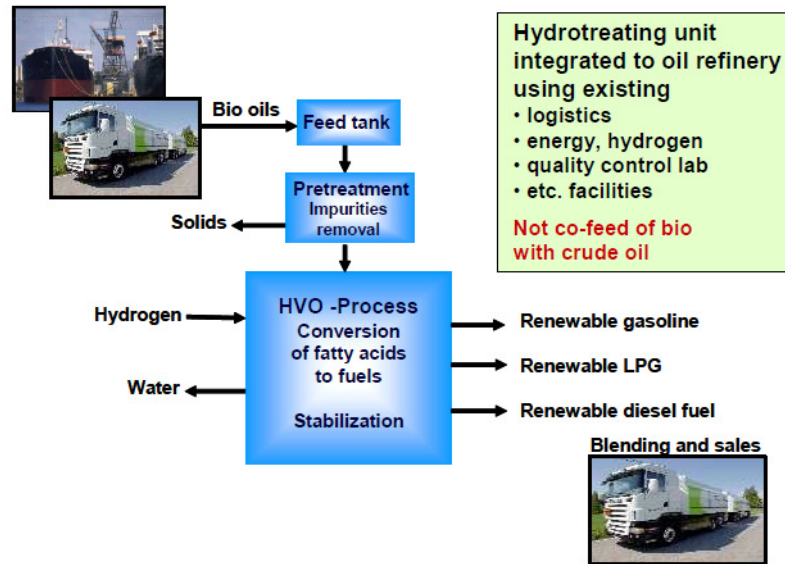 Bio oils
Feed tank
Pretreatment
Impurities
removal
Solids
Hydrogen
Water
HVO -Process
Conversion
of fatty acids
to fuels
Stabilization
Renewable gasoline
Renewable LPG
Renewable diesel fuel
Blending and sales
Hydrotreating unit
integrated to oil refinery
using existing
• logistics
• energy, hydrogen
• quality control lab
• etc. facilities
Not co-feed of bio
with crude oil